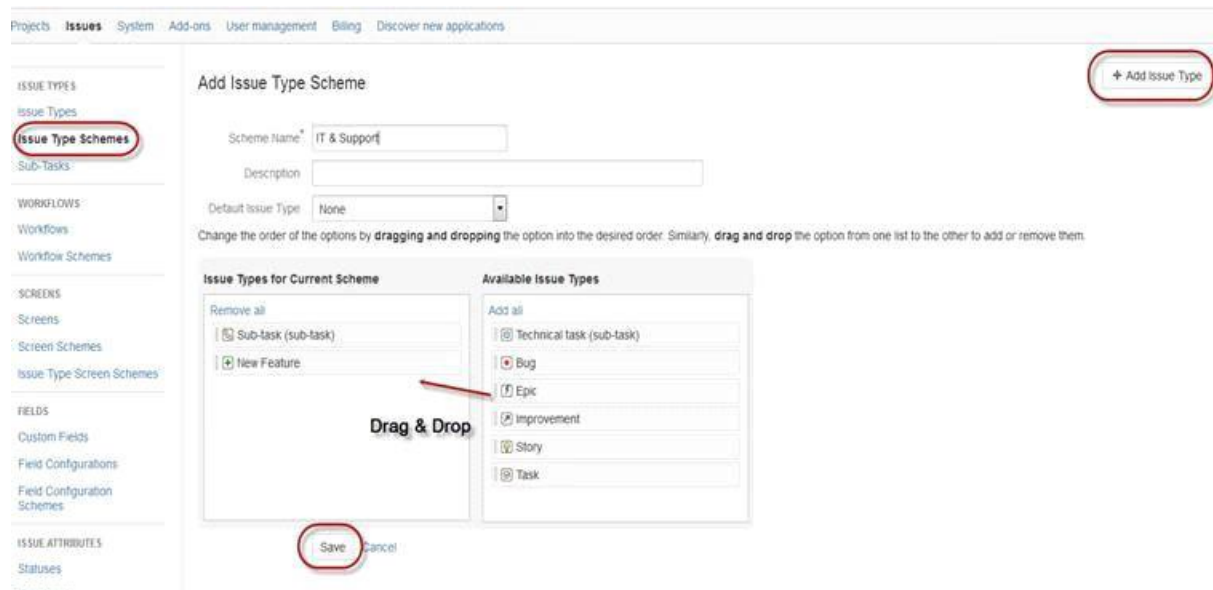 Projects Issues System Add-ons User management Billing Discover new applications
+ Add Issue Type
ISSUE TYPES
Issue Types
Issue Type Schemes
Sub-Tasks
WORKFLOWS
Workflows
Workflow Schemes
SCREENS
Screens
Screen Schemes
Issue Type Screen Schemes
FIELDS
Custom Fields
Field Configurations
Field Configuration
Schemes
ISSUE ATTRIBUTES
Statuses
Add Issue Type Scheme
Scheme Name* IT & Support
Description
Default Issue Type None
Change the order of the options by dragging and dropping the option into the desired order. Similarly, drag and drop the option from one list to the other to add or remove them.
Issue Types for Current Scheme
Remove all
Sub-task (sub-task)
New Feature
Available Issue Types
Add all
Technical task (sub-task)
Bug
Epic
Improvement
Story
Task
Drag & Drop
Save Cancel